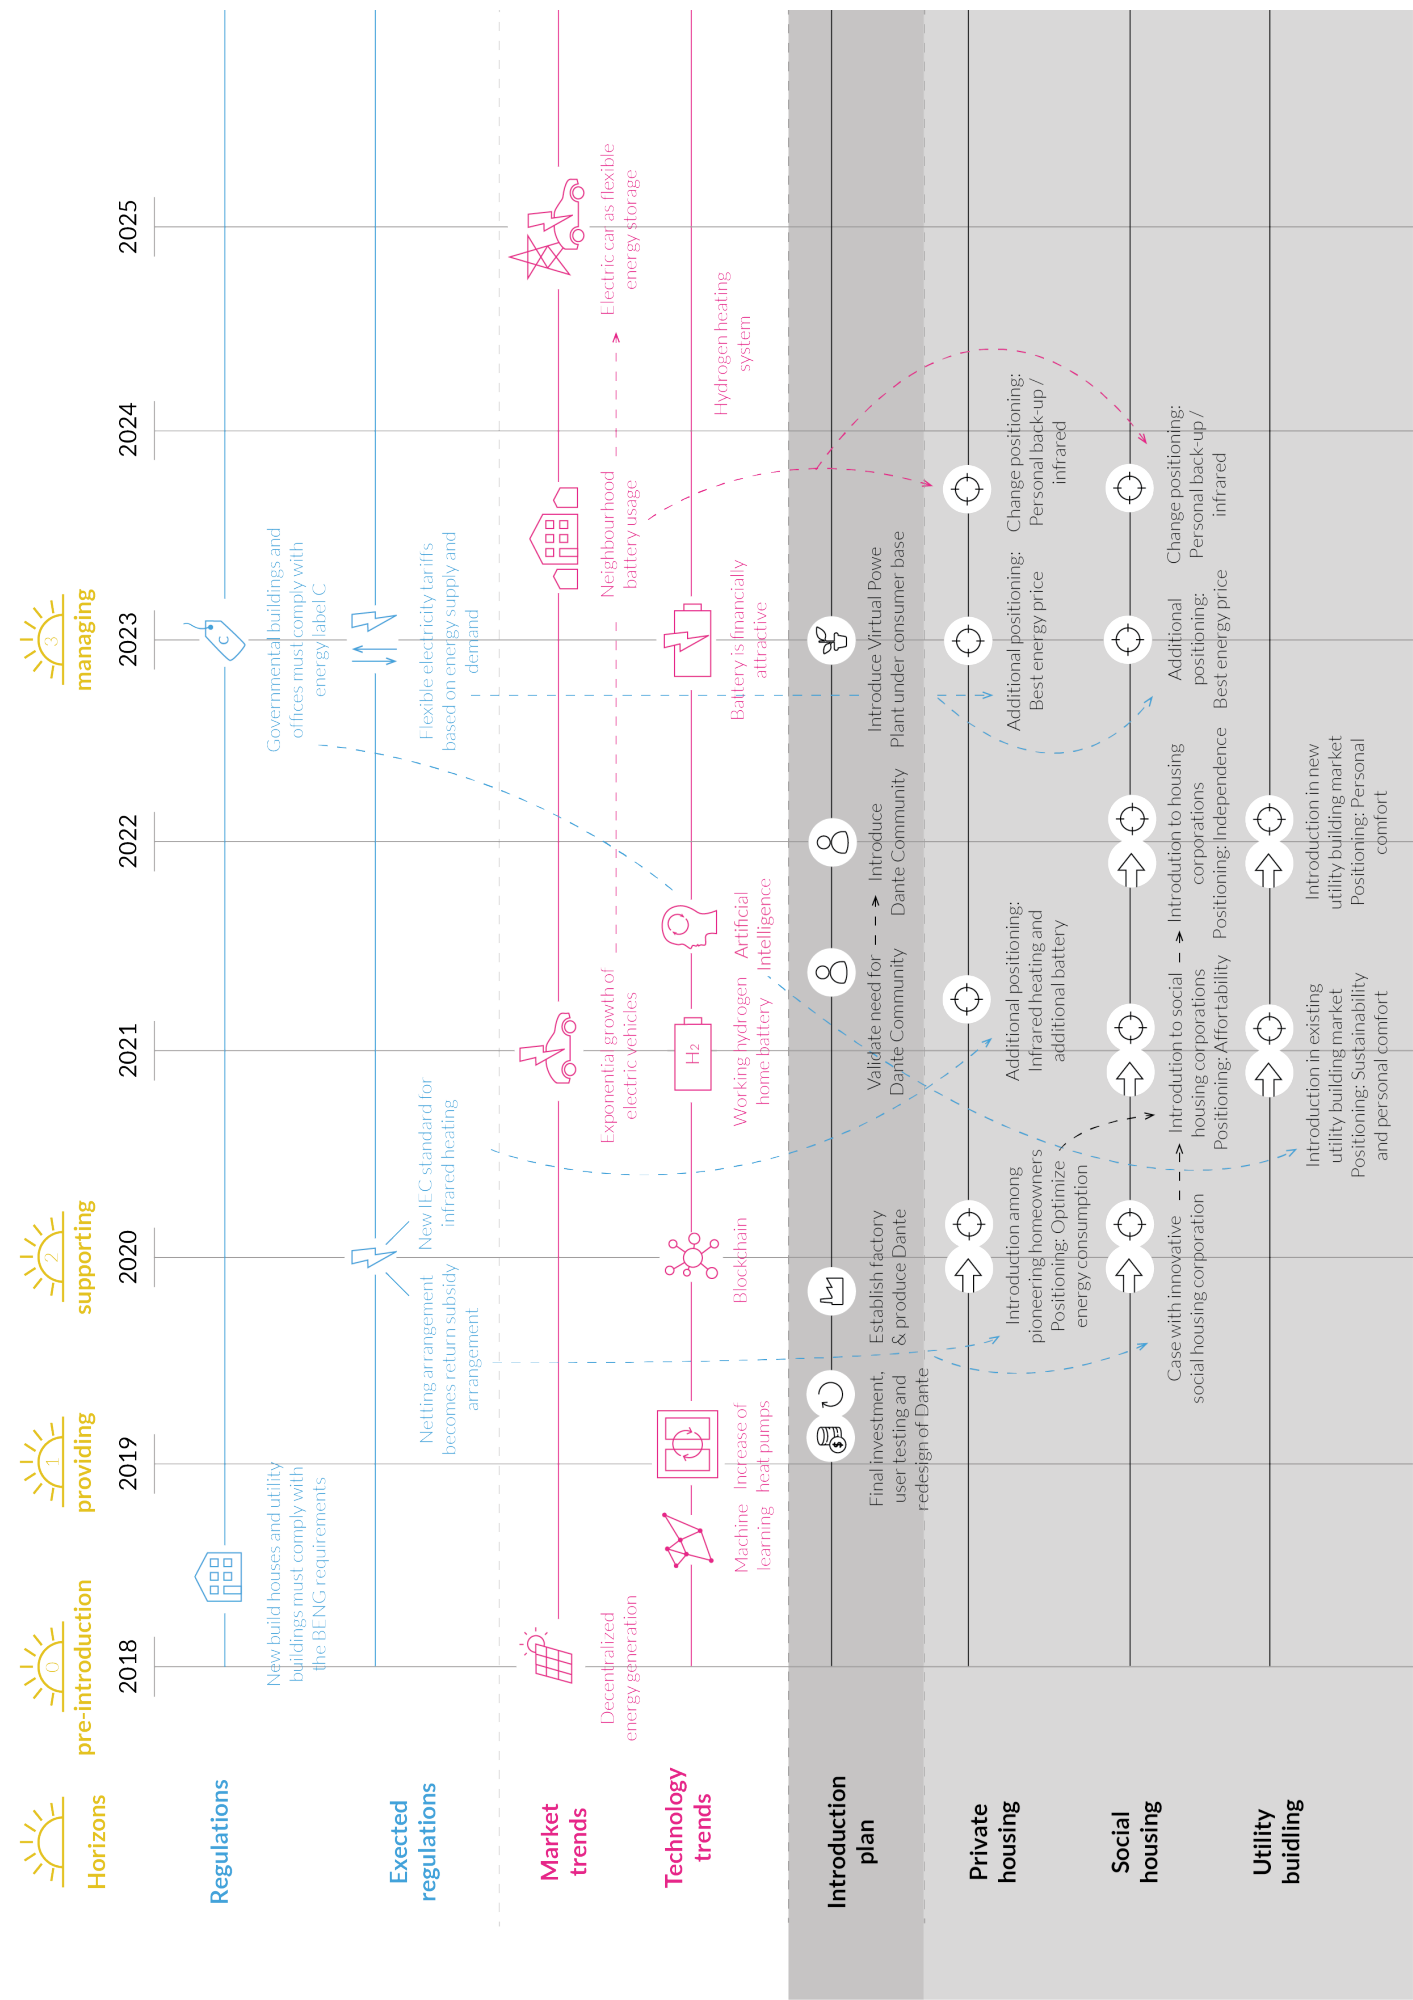 Horizons
0
pre-introduction
1
providing
2
supporting
3
managing
2018
2019
2020
2021
2022
2023
2024
2025
Regulations
New build houses and utility
buildings must comply with
the BENG requirements
C
Governmental buildings and
offices must comply with
energy label C
Exected
regulations
Netting arrangement
becomes return subsidy
arrangement
New IEC standard for
infrared heating
Flexible electricity tariffs
based on energy supply and
demand
Market
trends
Decentralized
energy generation
Exponential growth of
electric vehicles
Neighbourhood
battery usage
Electric car as flexible
energy storage
Technology
trends
Machine
learning
Increase of
heat pumps
Blockchain
H2
Working hydrogen
home battery
Artificial
Intelligence
Battery is financially
attractive
Hydrogen heating
system
Introduction
plan
$
Final investment,
user testing and
redesign of Dante
Establish factory
& produce Dante
Validate need for
Dante Community
Introduce
Dante Community
Introduce Virtual Powe
Plant under consumer base
Private
housing
Introduction among
pioneering homeowners
Positioning: Optimize
energy consumption
Additional positioning:
Infrared heating and
additional battery
Additional positioning:
Best energy price
Change positioning:
Personal back-up /
infrared
Social
housing
Case with innovative
social housing corporation
Introdution to social
housing corporations
Positioning: Affortability
Introdution to housing
corporations
Positioning: Independence
Additional
positioning:
Best energy price
Change positioning:
Personal back-up /
infrared
Utility
buidling
Introduction in existing
utility building market
Positioning: Sustainability
and personal comfort
Introduction in new
utility building market
Positioning: Personal
comfort